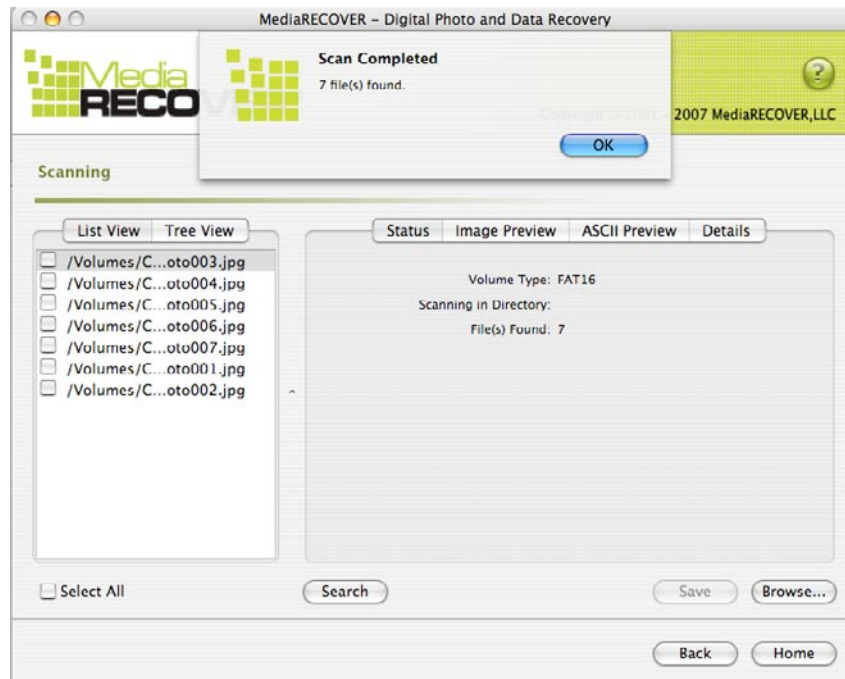 MediaRECOVER – Digital Photo and Data Recovery
Media
RECOVER
Scan Completed
7 file(s) found.
OK
?
Copyright © 2001 - 2007 MediaRECOVER,LLC
Scanning
List View Tree View
Status Image Preview ASCII Preview Details
/Volumes/C...oto003.jpg
/Volumes/C...oto004.jpg
/Volumes/C...oto005.jpg
/Volumes/C...oto006.jpg
/Volumes/C...oto007.jpg
/Volumes/C...oto001.jpg
/Volumes/C...oto002.jpg
Volume Type: FAT16
Scanning in Directory:
File(s) Found: 7
Select All
Search
Save
Browse...
Back
Home